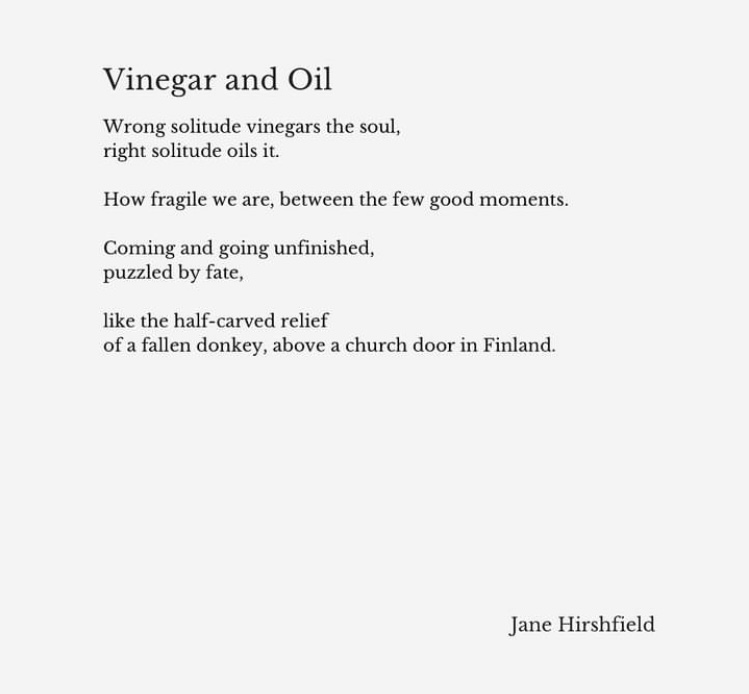 Vinegar and Oil
Wrong solitude vinegars the soul,
right solitude oils it.
How fragile we are, between the few good moments.
Coming and going unfinished,
puzzled by fate,
like the half-carved relief
of a fallen donkey, above a church door in Finland.
Jane Hirshfield